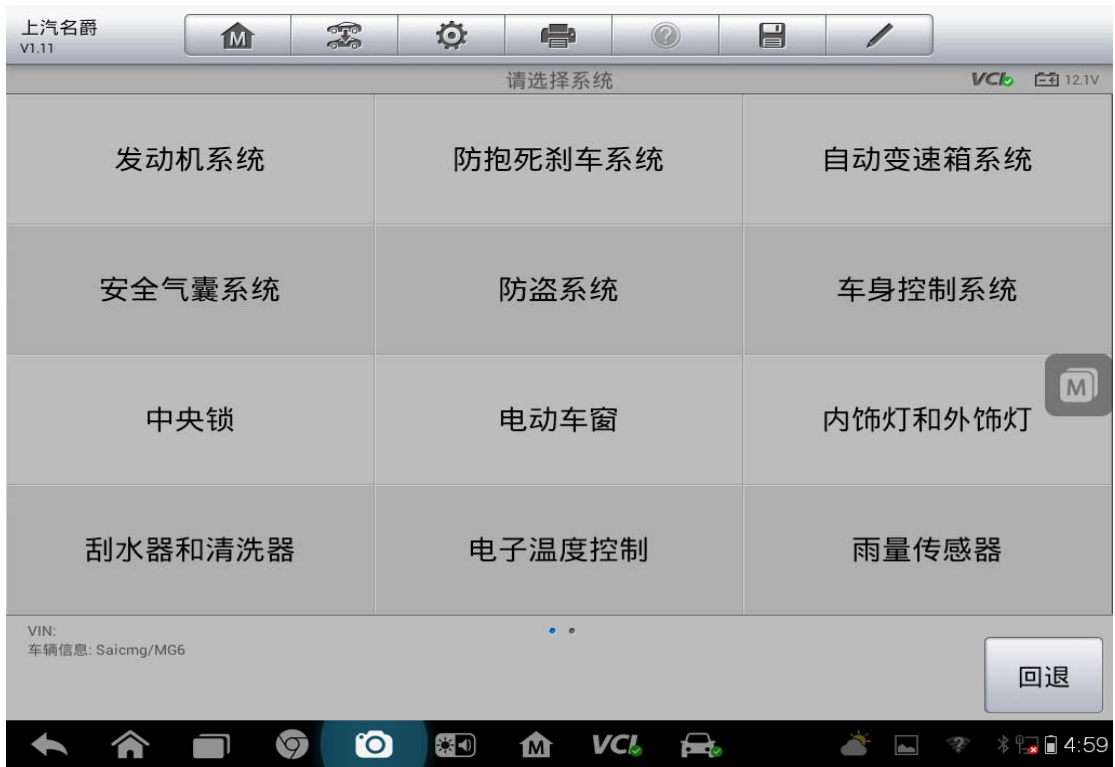 上汽名爵
V1.11
请选择系统
VCI 12.1V
发动机系统
防抱死刹车系统
自动变速箱系统
安全气囊系统
防盗系统
车身控制系统
中央锁
电动车窗
内饰灯和外饰灯
刮水器和清洗器
电子温度控制
雨量传感器
VIN:
车辆信息: Saicmg/MG6
回退
M
M
M
VCI
4:59